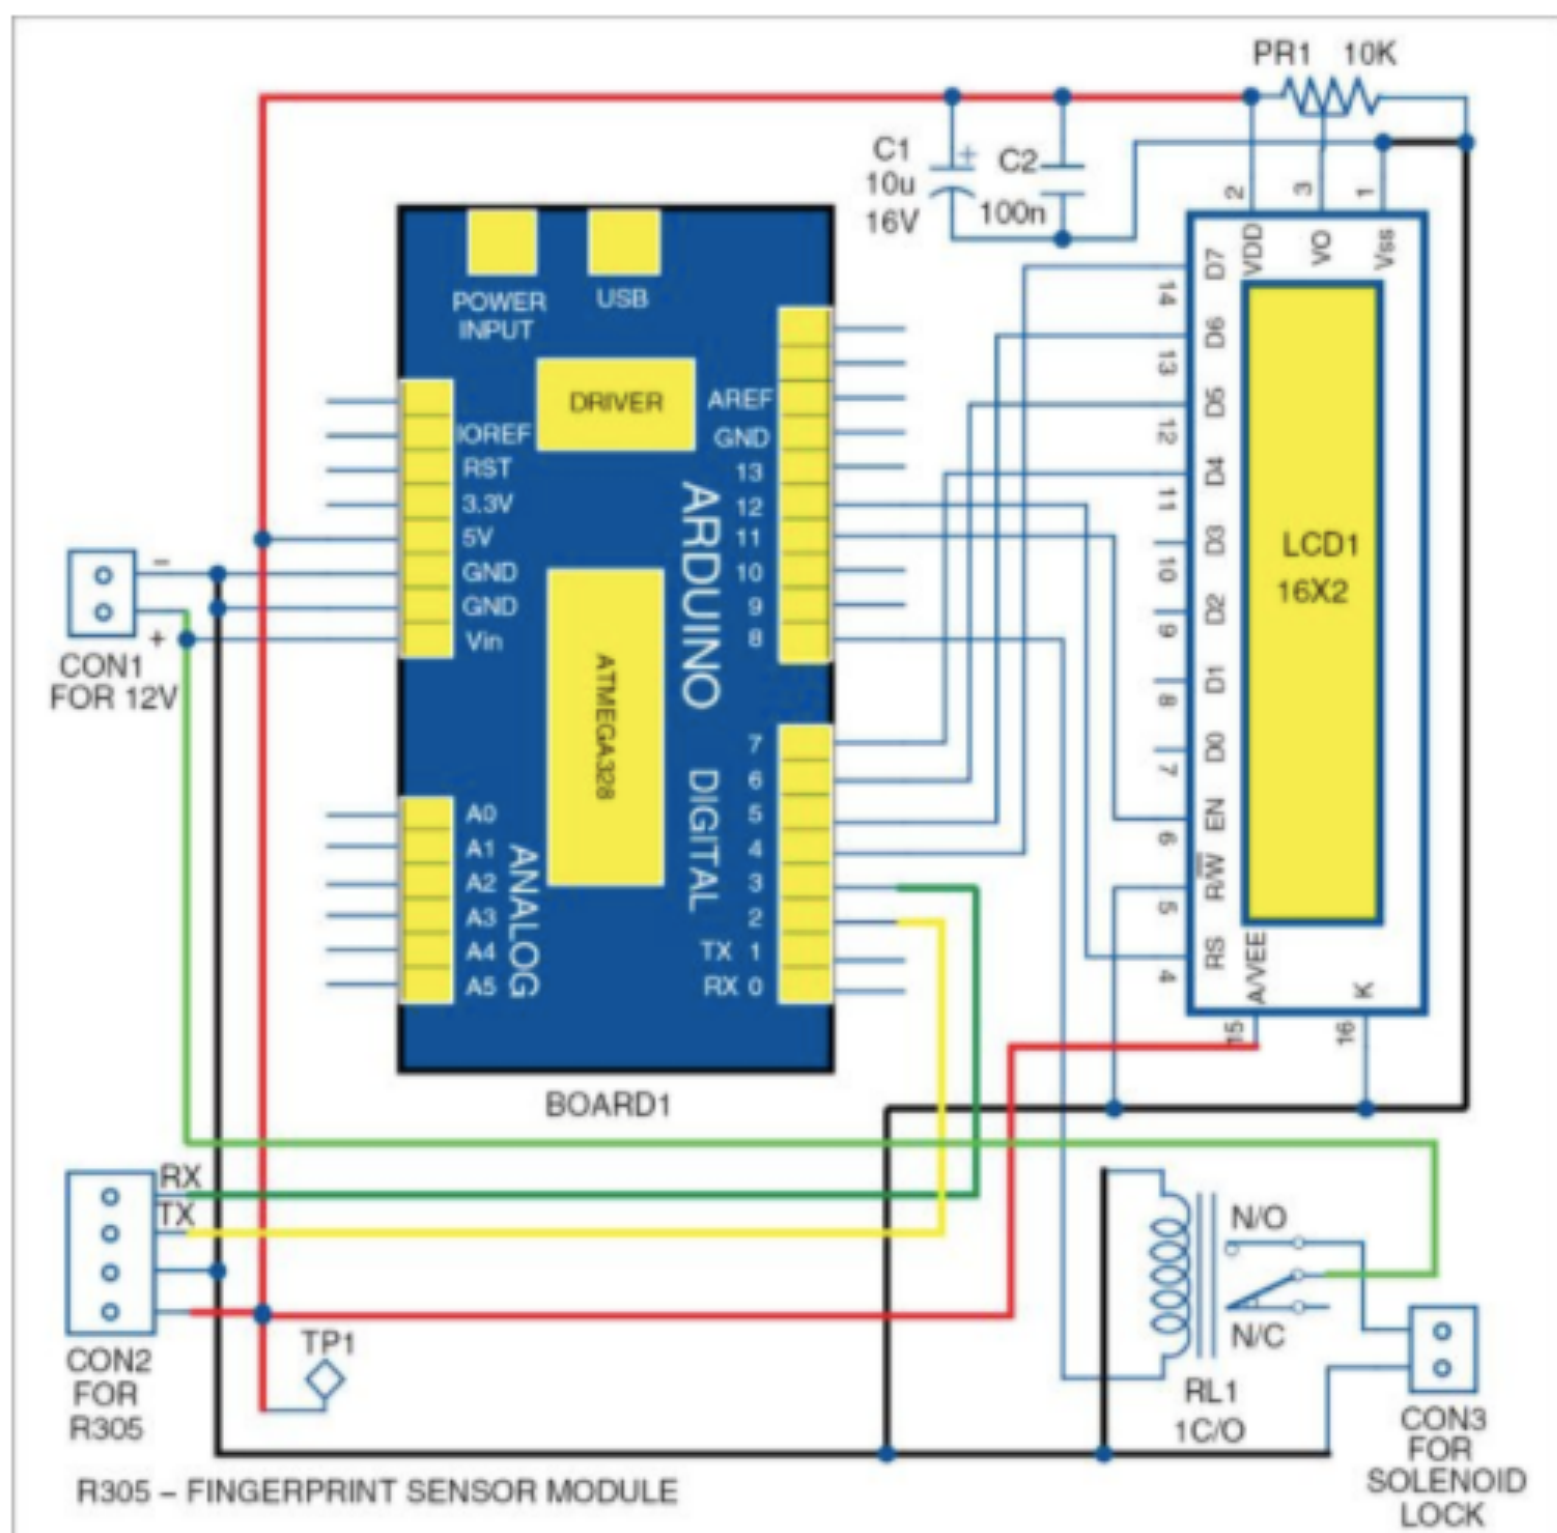 PR1 10K
C1
10u
16V
+
C2
100n
2
3
1
VDD
VO
Vss
POWER
INPUT
USB
DRIVER
IOREF
RST
3.3V
5V
GND
GND
Vin
AREF
GND
13
12
11
10
9
8
ARDUINO
ATMEGA328
DIGITAL
7
6
5
4
3
2
TX 1
RX 0
A0
A1
A2
A3
A4
A5
ANALOG
BOARD1
–
+
CON1
FOR 12V
D7
14
D6
13
D5
12
D4
11
D3
10
D2
9
D1
8
D0
7
EN
6
R/W
5
RS
4
LCD1
16X2
A/VEE
K
15
16
RX
TX
CON2
FOR
R305
TP1
N/O
N/C
RL1
1C/O
CON3
FOR
SOLENOID
LOCK
R305 – FINGERPRINT SENSOR MODULE